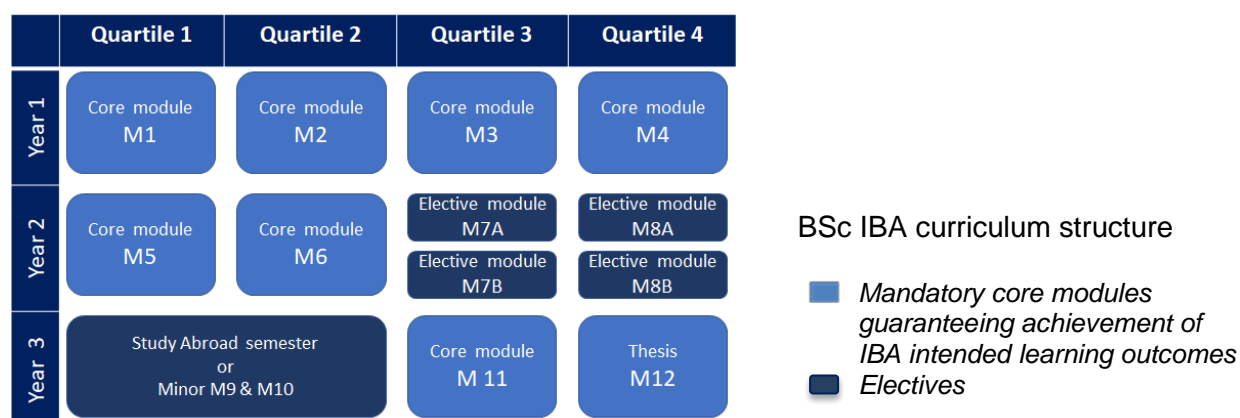 Quartile 1 Quartile 2 Quartile 3 Quartile 4
Year 1
Core module
M1
Core module
M2
Core module
M3
Core module
M4
Year 2
Core module
M5
Core module
M6
Elective module
M7A
Elective module
M7B
Elective module
M8A
Elective module
M8B
Year 3
Study Abroad semester
or
Minor M9 & M10
Core module
M 11
Thesis
M12
BSc IBA curriculum structure
Mandatory core modules
guaranteeing achievement of
IBA intended learning outcomes
Electives